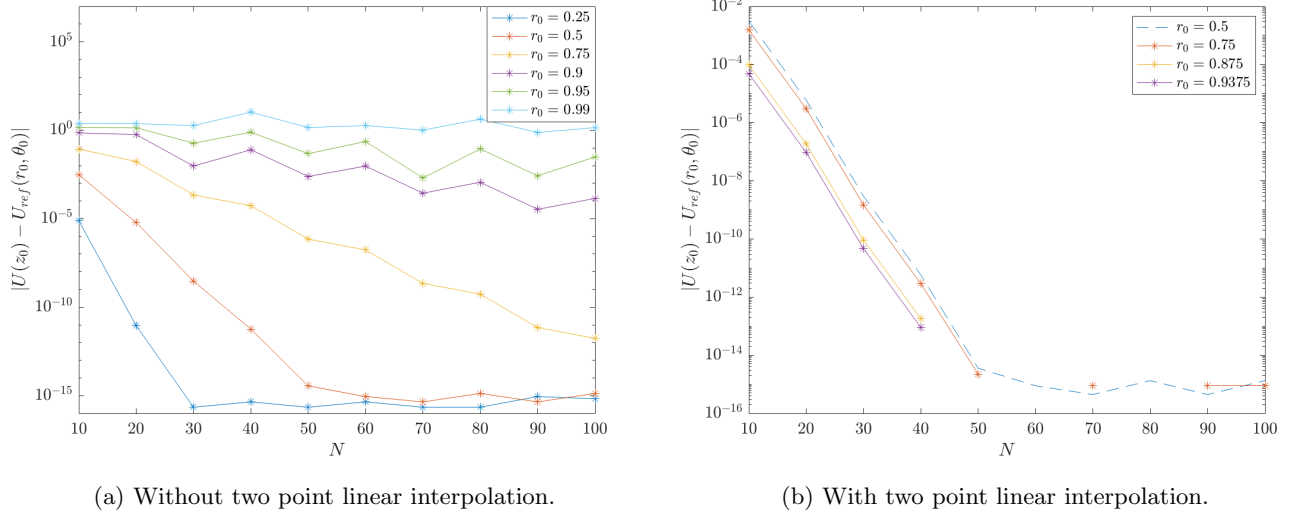 10^5
10^0
10^-5
10^-10
10^-15
|U(z_0) − U_ref(r_0, θ_0)|
10 20 30 40 50 60 70 80 90 100
N
r_0 = 0.25
r_0 = 0.5
r_0 = 0.75
r_0 = 0.9
r_0 = 0.95
r_0 = 0.99
(a) Without two point linear interpolation.
10^-2
10^-4
10^-6
10^-8
10^-10
10^-12
10^-14
10^-16
|U(z_0) − U_ref(r_0, θ_0)|
10 20 30 40 50 60 70 80 90 100
N
r_0 = 0.5
r_0 = 0.75
r_0 = 0.875
r_0 = 0.9375
(b) With two point linear interpolation.